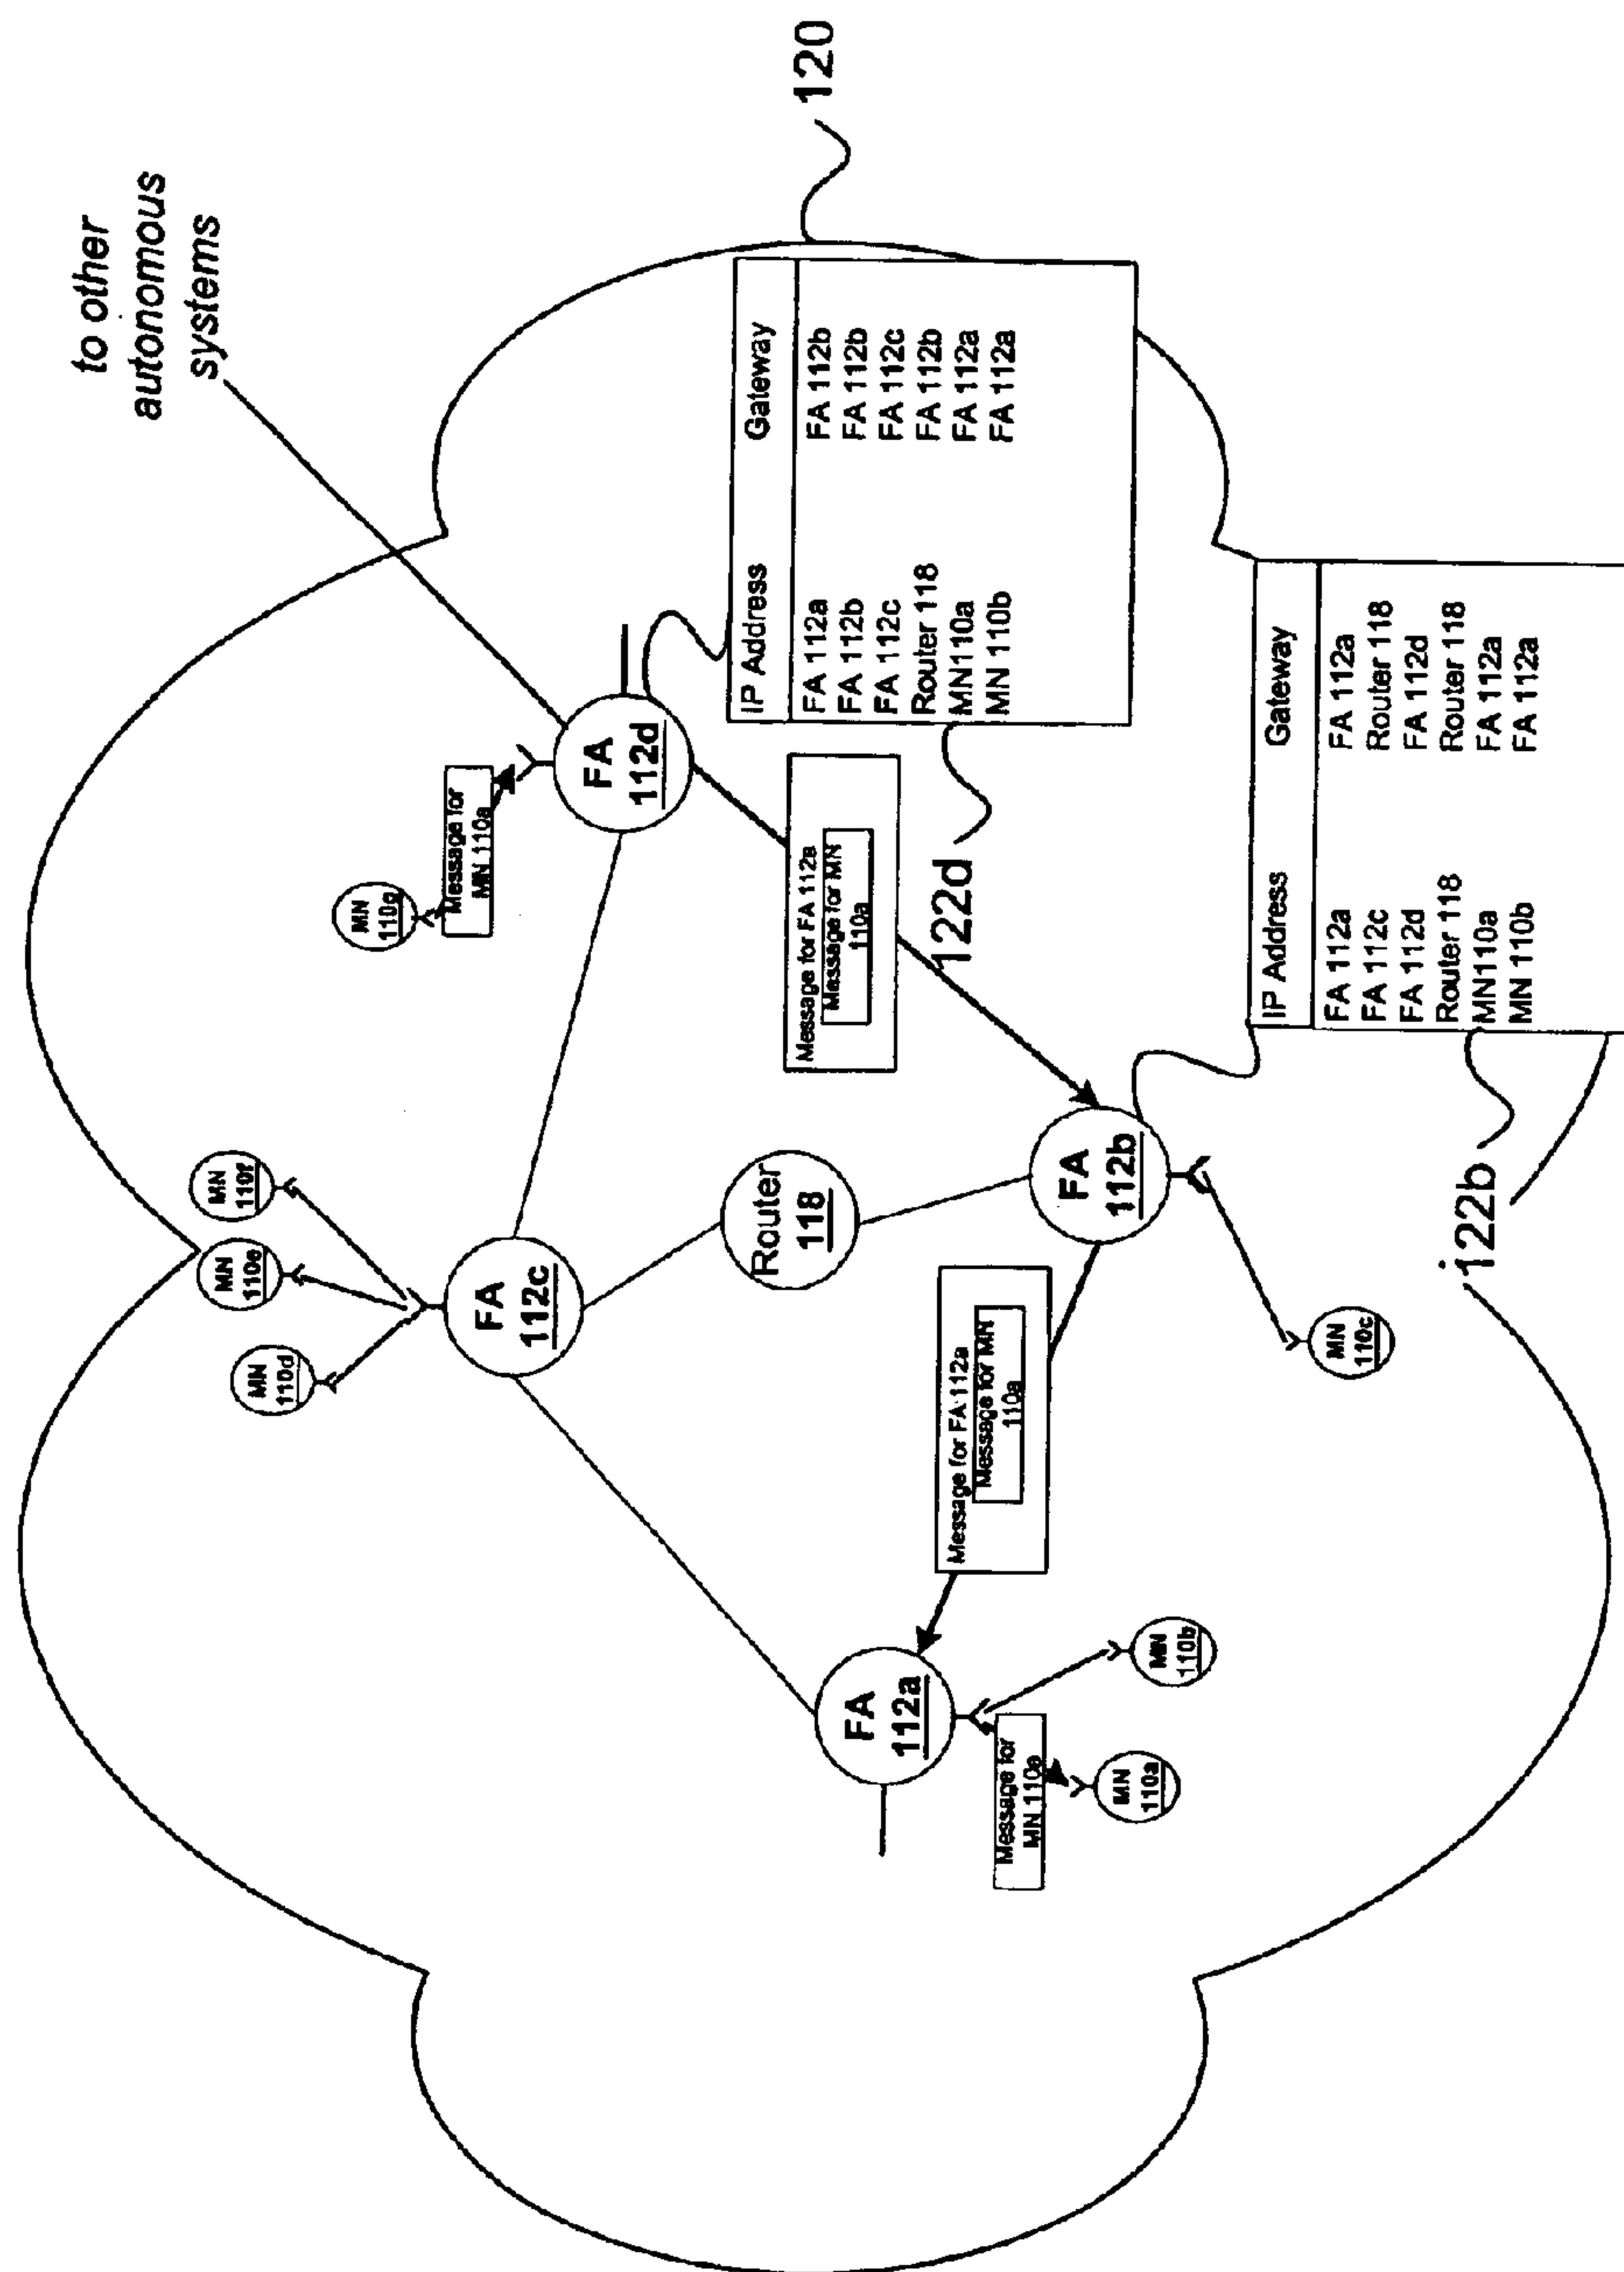 to other
autonomous
systems
120
MN
110g
Message for
MN 110a
FA
112d
IP Address Gateway
FA 112a FA 112b
FA 112b FA 112b
FA 112c FA 112c
Router 118 FA 112b
MN110a FA 112a
MN 110b FA 112a
122d
Message for FA 112a
Message for MN
110a
MN
110f
MN
110e
MN
110d
FA
112c
Router
118
FA
112b
IP Address Gateway
FA 112a FA 112a
FA 112c Router 118
FA 112d FA 112d
Router 118 Router 118
MN110a FA 112a
MN 110b FA 112a
122b
MN
110c
Message for FA 112a
Message for MN
110a
FA
112a
Message for
MN 110a
MN
110b
MN
110a